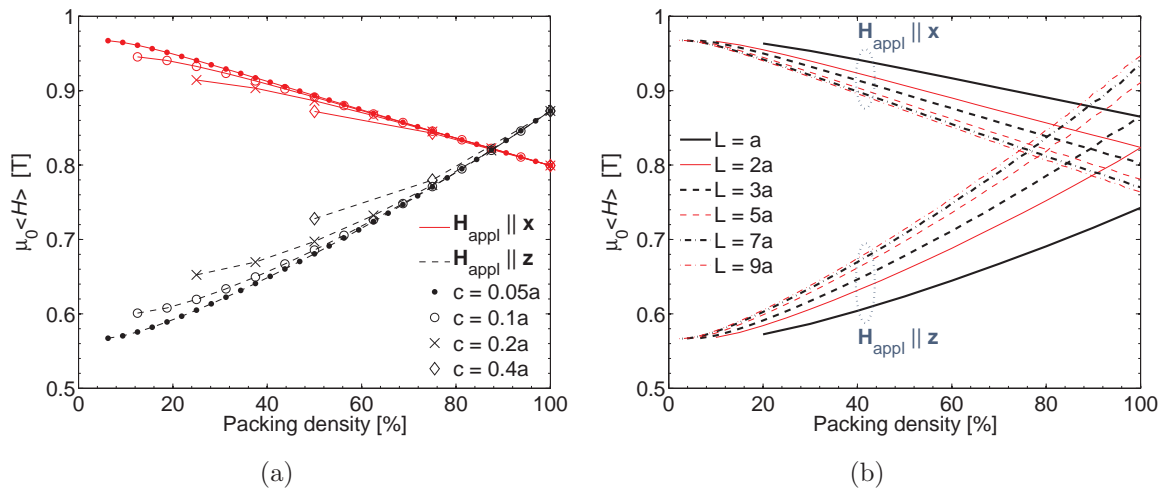 μ0<H> [T]
1
0.9
0.8
0.7
0.6
0.5
0 20 40 60 80 100
Packing density [%]
Happl || x
Happl || z
c = 0.05a
c = 0.1a
c = 0.2a
c = 0.4a
(a)
μ0<H> [T]
1
0.9
0.8
0.7
0.6
0.5
0 20 40 60 80 100
Packing density [%]
Happl || x
L = a
L = 2a
L = 3a
L = 5a
L = 7a
L = 9a
Happl || z
(b)